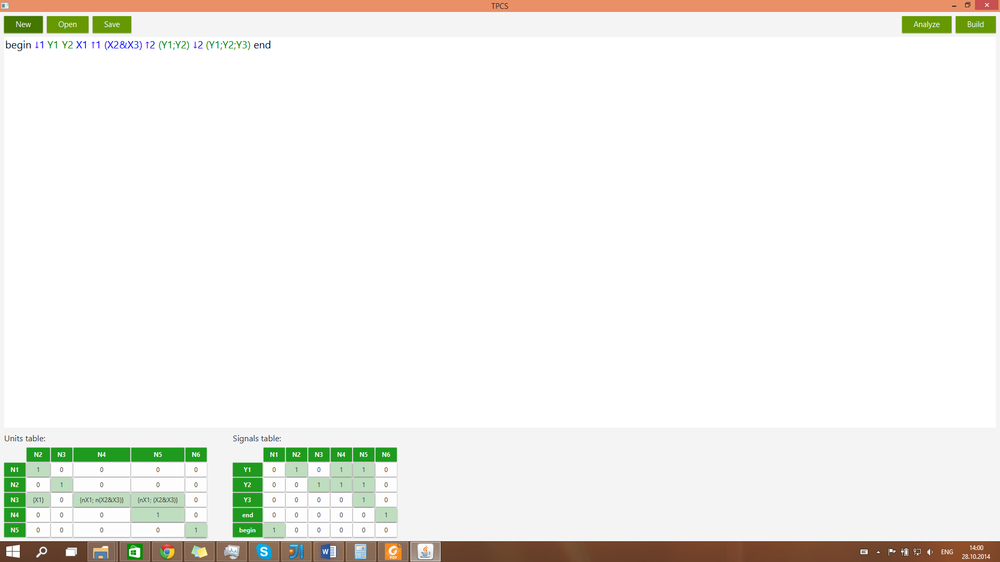 TPCS
New Open Save Analyze Build
begin ↓1 Y1 Y2 X1 ↑1 (X2&X3) ↑2 (Y1;Y2) ↓2 (Y1;Y2;Y3) end
Units table:
N2 N3 N4 N5 N6
N1 1 0 0 0 0
N2 0 1 0 0 0
N3 {X1} 0 {nX1; n(X2&X3)} {nX1; (X2&X3)} 0
N4 0 0 0 1 0
N5 0 0 0 0 1
Signals table:
N1 N2 N3 N4 N5 N6
Y1 0 1 0 1 1 0
Y2 0 0 1 1 1 0
Y3 0 0 0 0 1 0
end 0 0 0 0 0 1
begin 1 0 0 0 0 0
S JI W PDF
ENG
14:00
28.10.2014